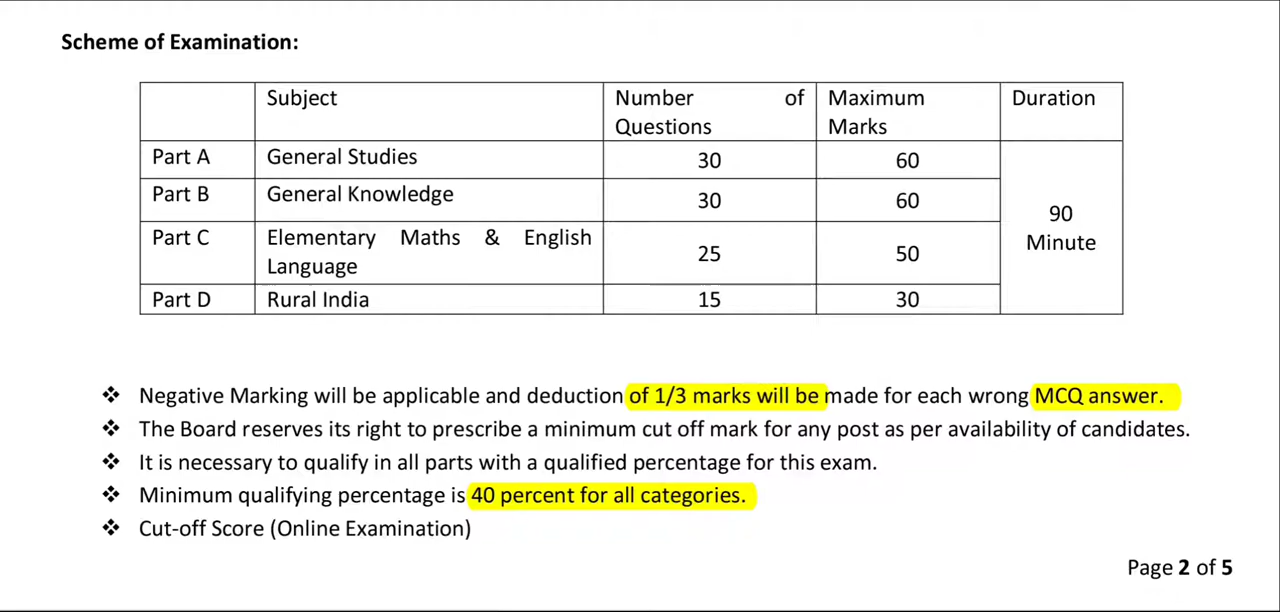 Scheme of Examination:
Subject Number of Maximum Duration
Questions Marks
Part A General Studies 30 60
Part B General Knowledge 30 60
90
Part C Elementary Maths & English 25 50
Language
Minute
Part D Rural India 15 30
❖ Negative Marking will be applicable and deduction of 1/3 marks will be made for each wrong MCQ answer.
❖ The Board reserves its right to prescribe a minimum cut off mark for any post as per availability of candidates.
❖ It is necessary to qualify in all parts with a qualified percentage for this exam.
❖ Minimum qualifying percentage is 40 percent for all categories.
❖ Cut-off Score (Online Examination)
Page 2 of 5